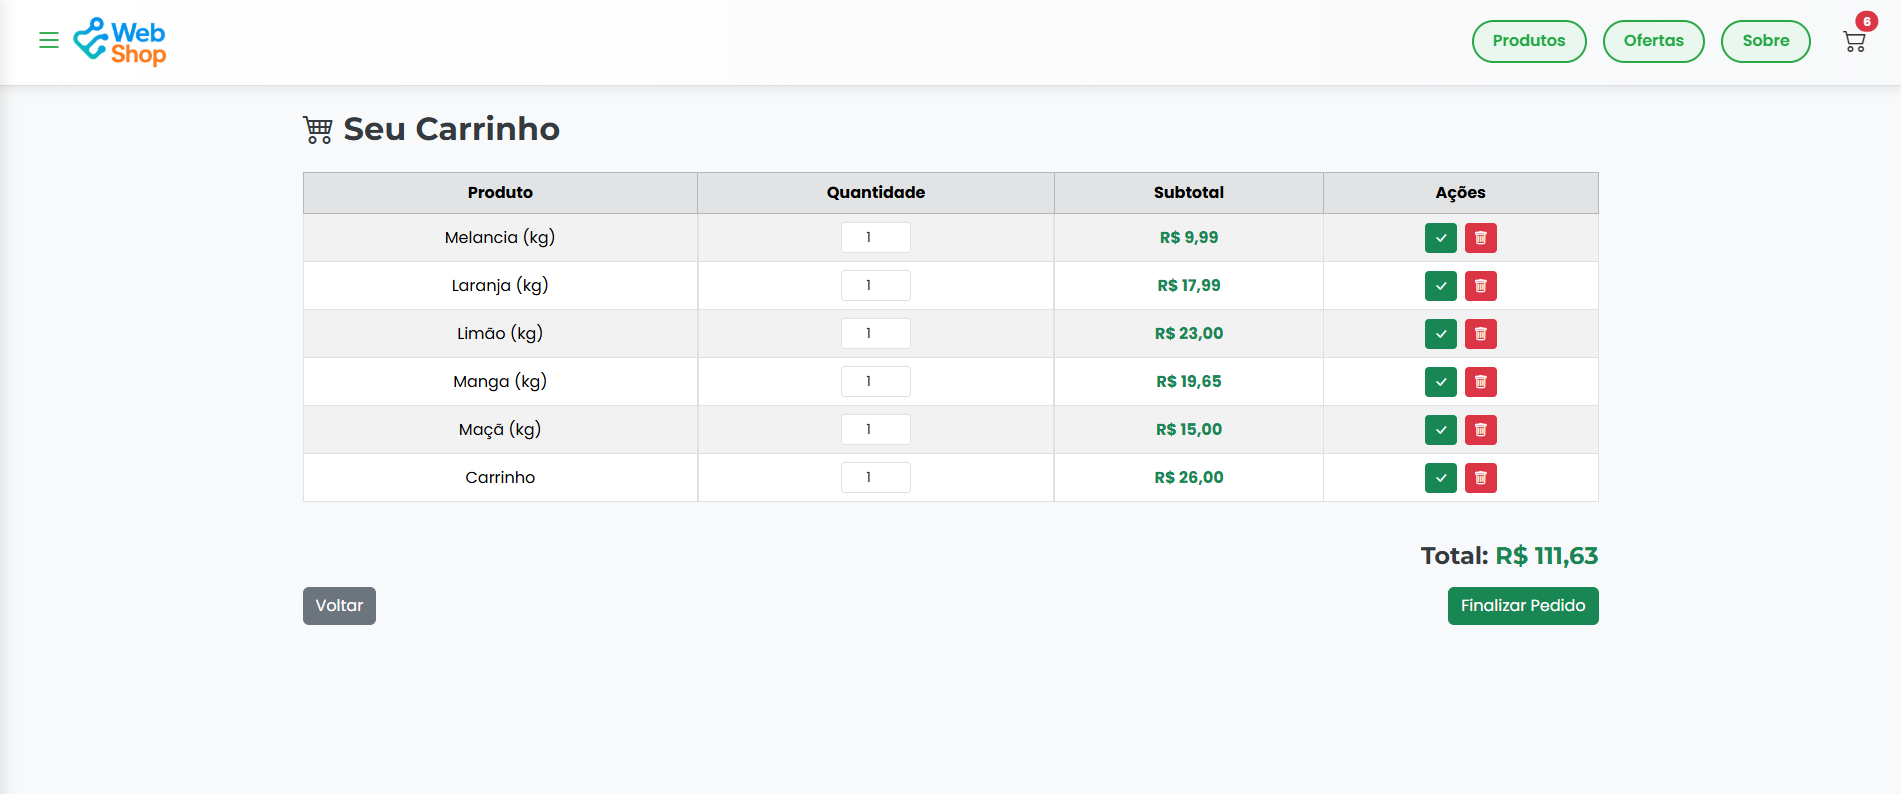 Web
Shop
Produtos Ofertas Sobre 6
Seu Carrinho
Produto Quantidade Subtotal Ações
Melancia (kg) 1 R$ 9,99
Laranja (kg) 1 R$ 17,99
Limão (kg) 1 R$ 23,00
Manga (kg) 1 R$ 19,65
Maçã (kg) 1 R$ 15,00
Carrinho 1 R$ 26,00
Total: R$ 111,63
Voltar Finalizar Pedido